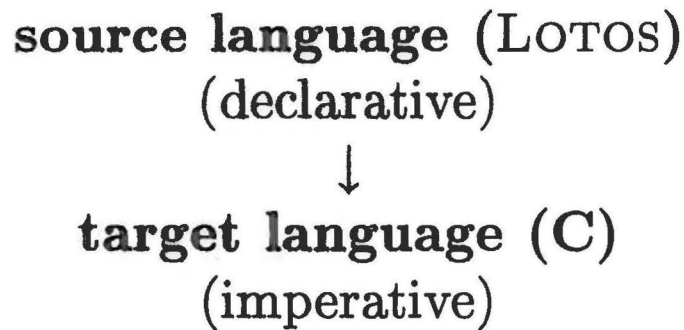 source language (LOTOS)
(declarative)
↓
target language (C)
(imperative)